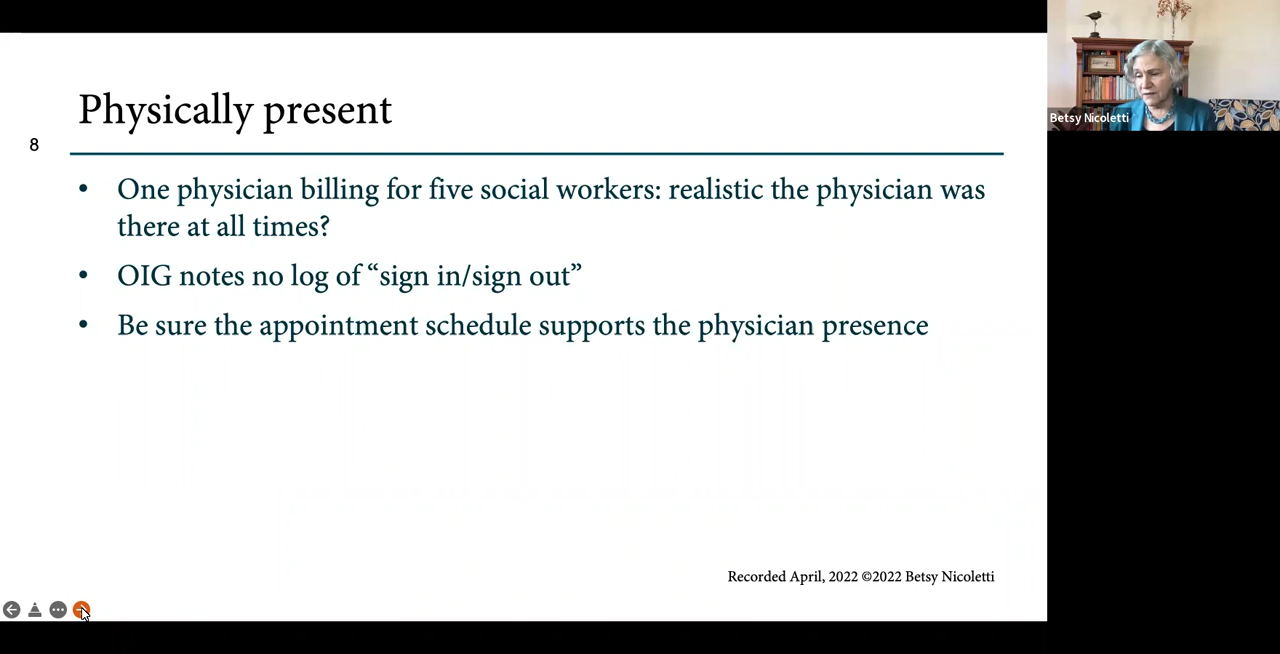 Physically present
8
• One physician billing for five social workers: realistic the physician was
there at all times?
• OIG notes no log of “sign in/sign out”
• Be sure the appointment schedule supports the physician presence
Recorded April, 2022 ©2022 Betsy Nicoletti
Betsy Nicoletti